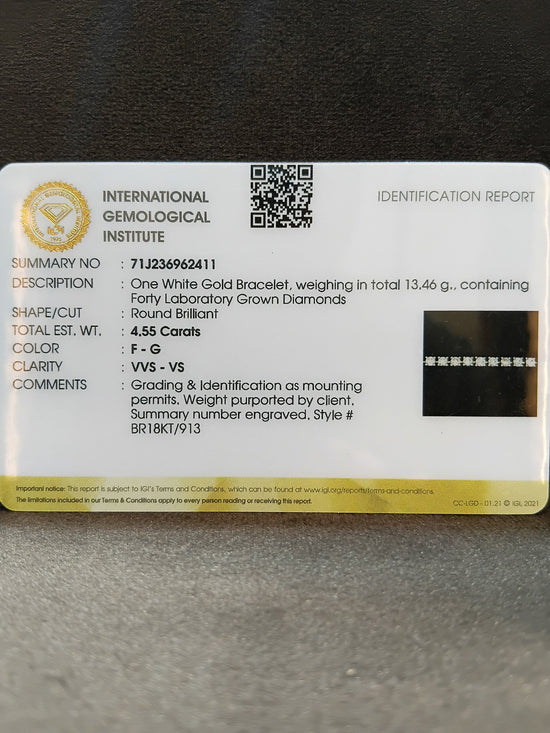 INTERNATIONAL
GEMOLOGICAL
INSTITUTE
IDENTIFICATION REPORT
SUMMARY NO : 71J236962411
DESCRIPTION : One White Gold Bracelet, weighing in total 13.46 g., containing
Forty Laboratory Grown Diamonds
SHAPE/CUT : Round Brilliant
TOTAL EST. WT. : 4.55 Carats
COLOR : F - G
CLARITY : VVS - VS
COMMENTS : Grading & Identification as mounting
permits. Weight purported by client.
Summary number engraved. Style #
BR18KT/913
Important notice: This report is subject to IGI's Terms and Conditions, which can be found at www.igi.org/reports/terms-and-conditions.
The limitations included in our Terms & Conditions apply to every person reading or receiving this report.
CC-LGD - 01.21 © IGI, 2021